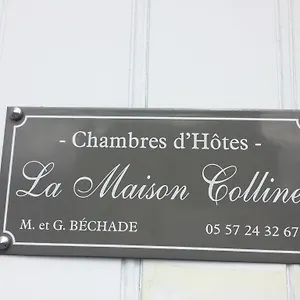 - Chambres d'Hôtes -
La Maison Colline
M. et G. BÉCHADE 05 57 24 32 67